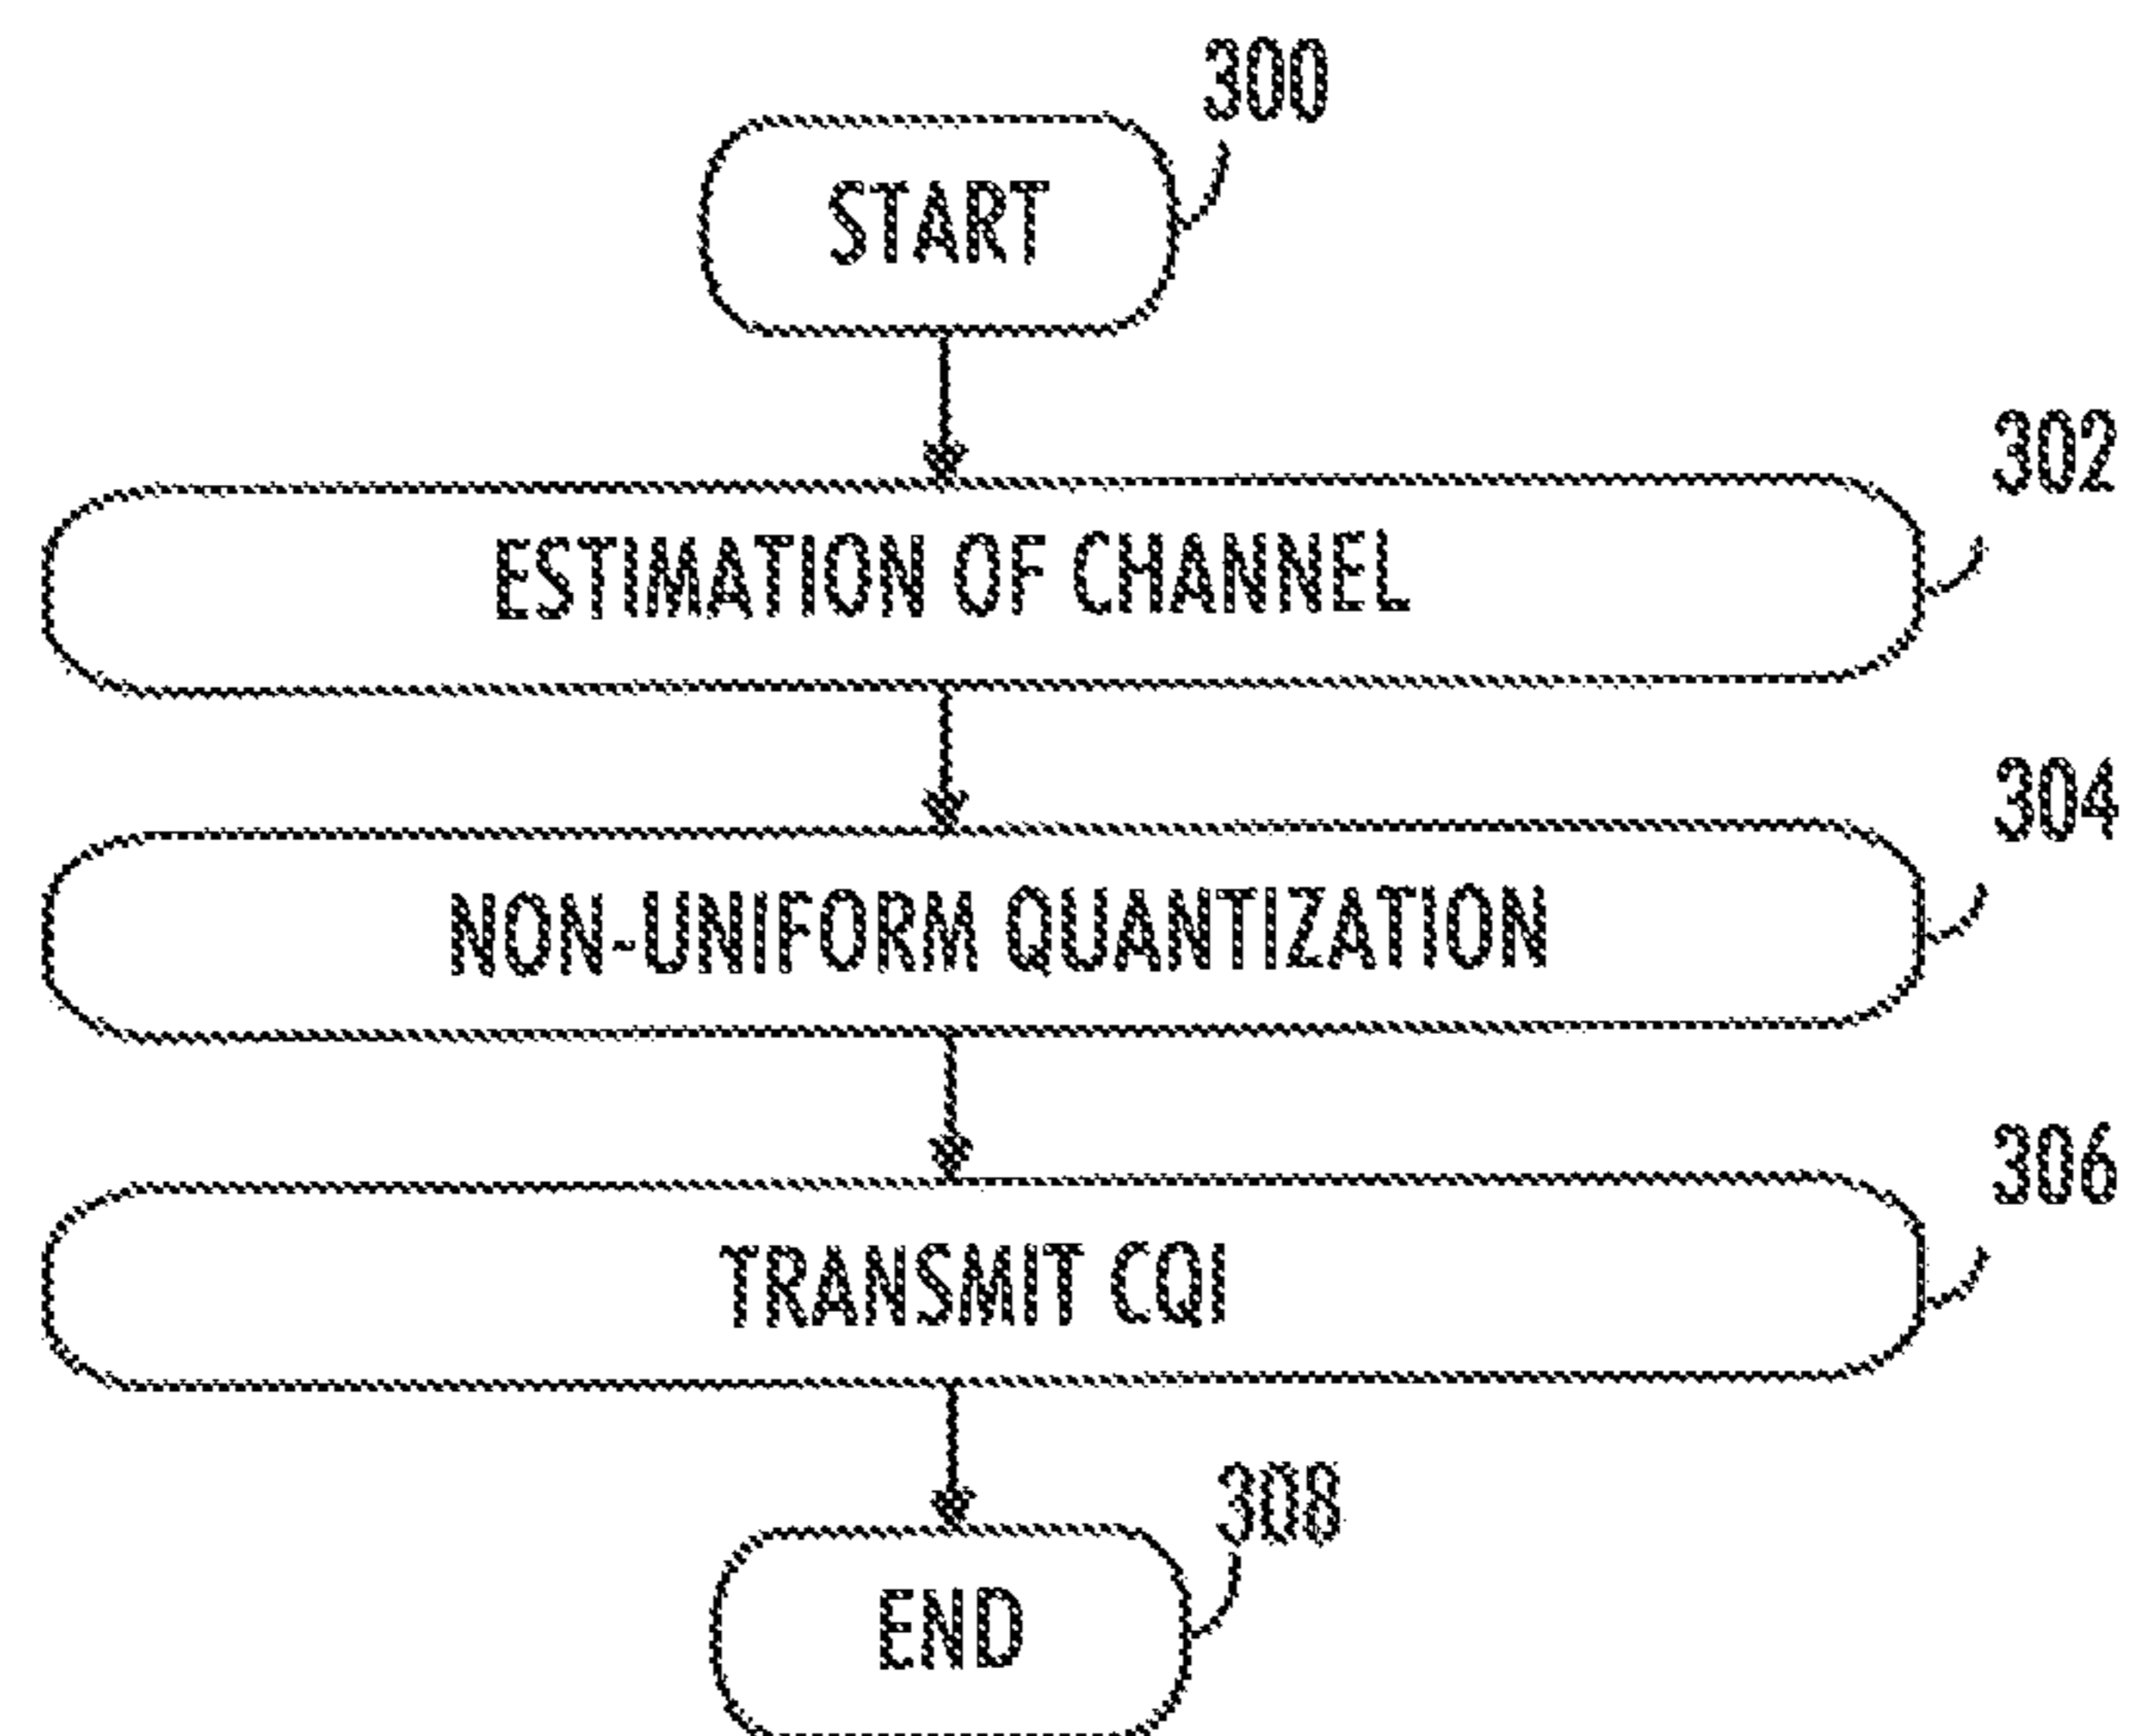 300
START
302
ESTIMATION OF CHANNEL
304
NON-UNIFORM QUANTIZATION
306
TRANSMIT CQI
308
END